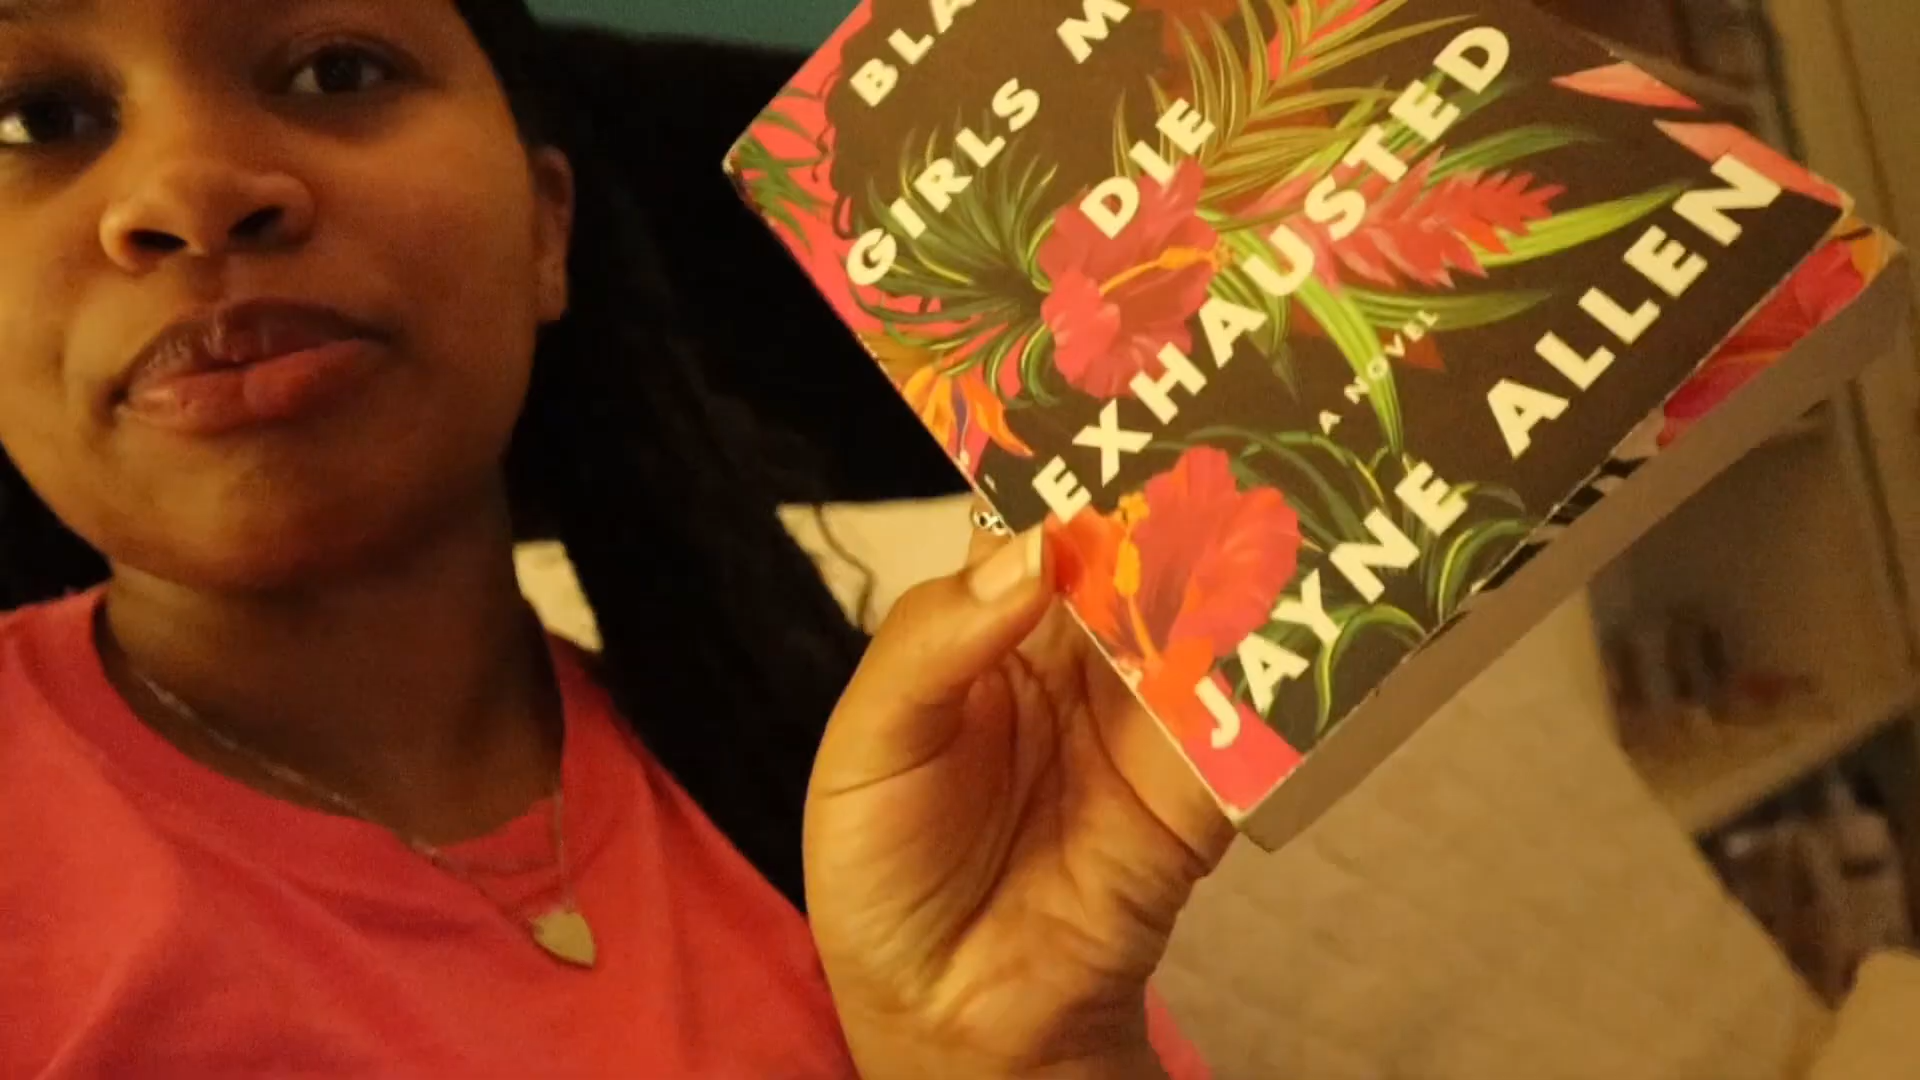 BLA
GIRLS M
DIE
EXHAUSTED
A NOVEL
JAYNE ALLEN